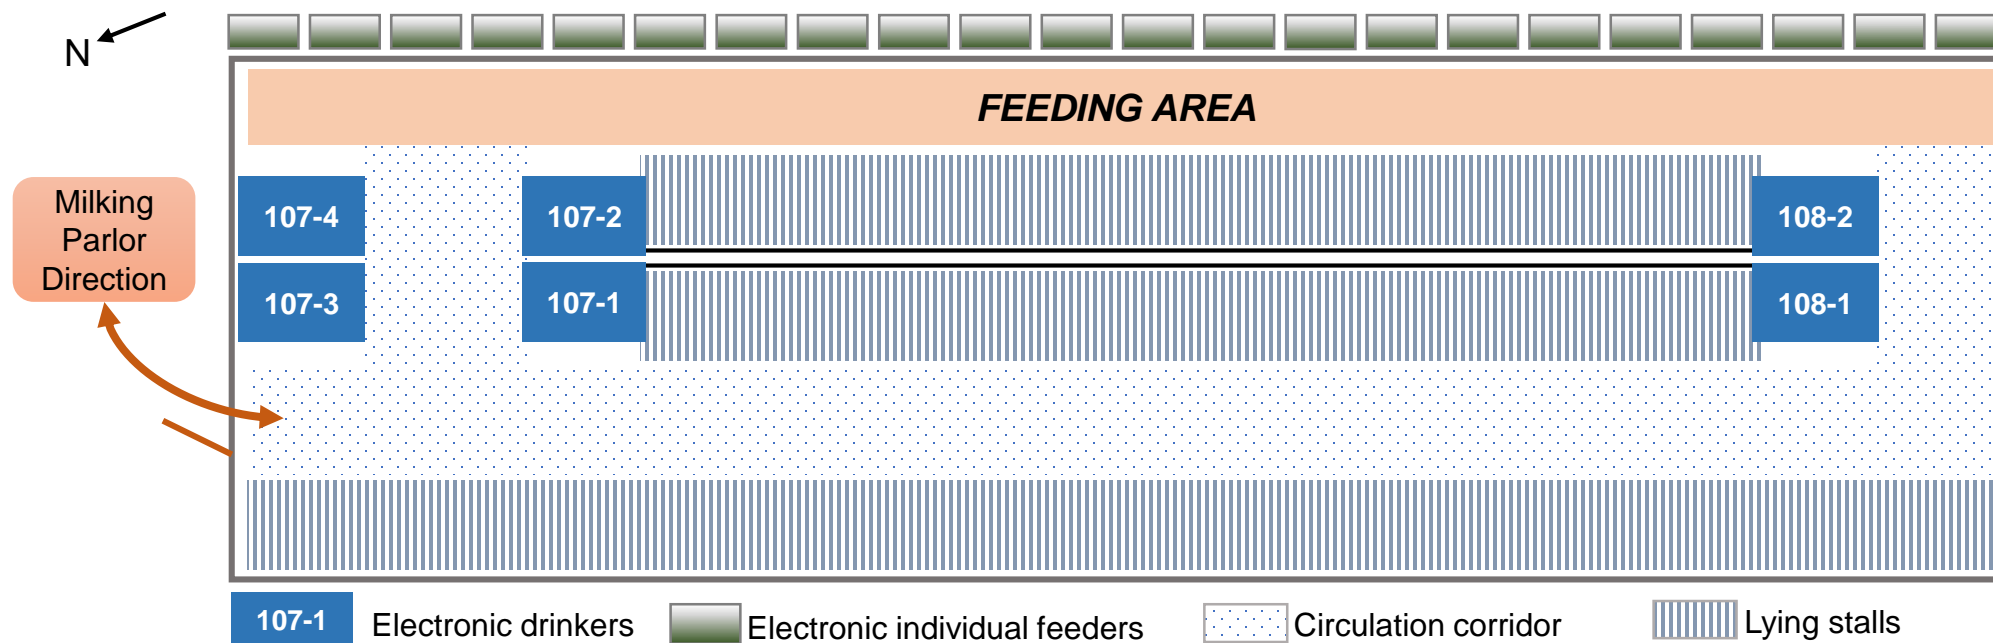 N
FEEDING AREA
Milking
Parlor
Direction
107-4
107-2
108-2
107-3
107-1
108-1
107-1
Electronic drinkers
Electronic individual feeders
Circulation corridor
Lying stalls